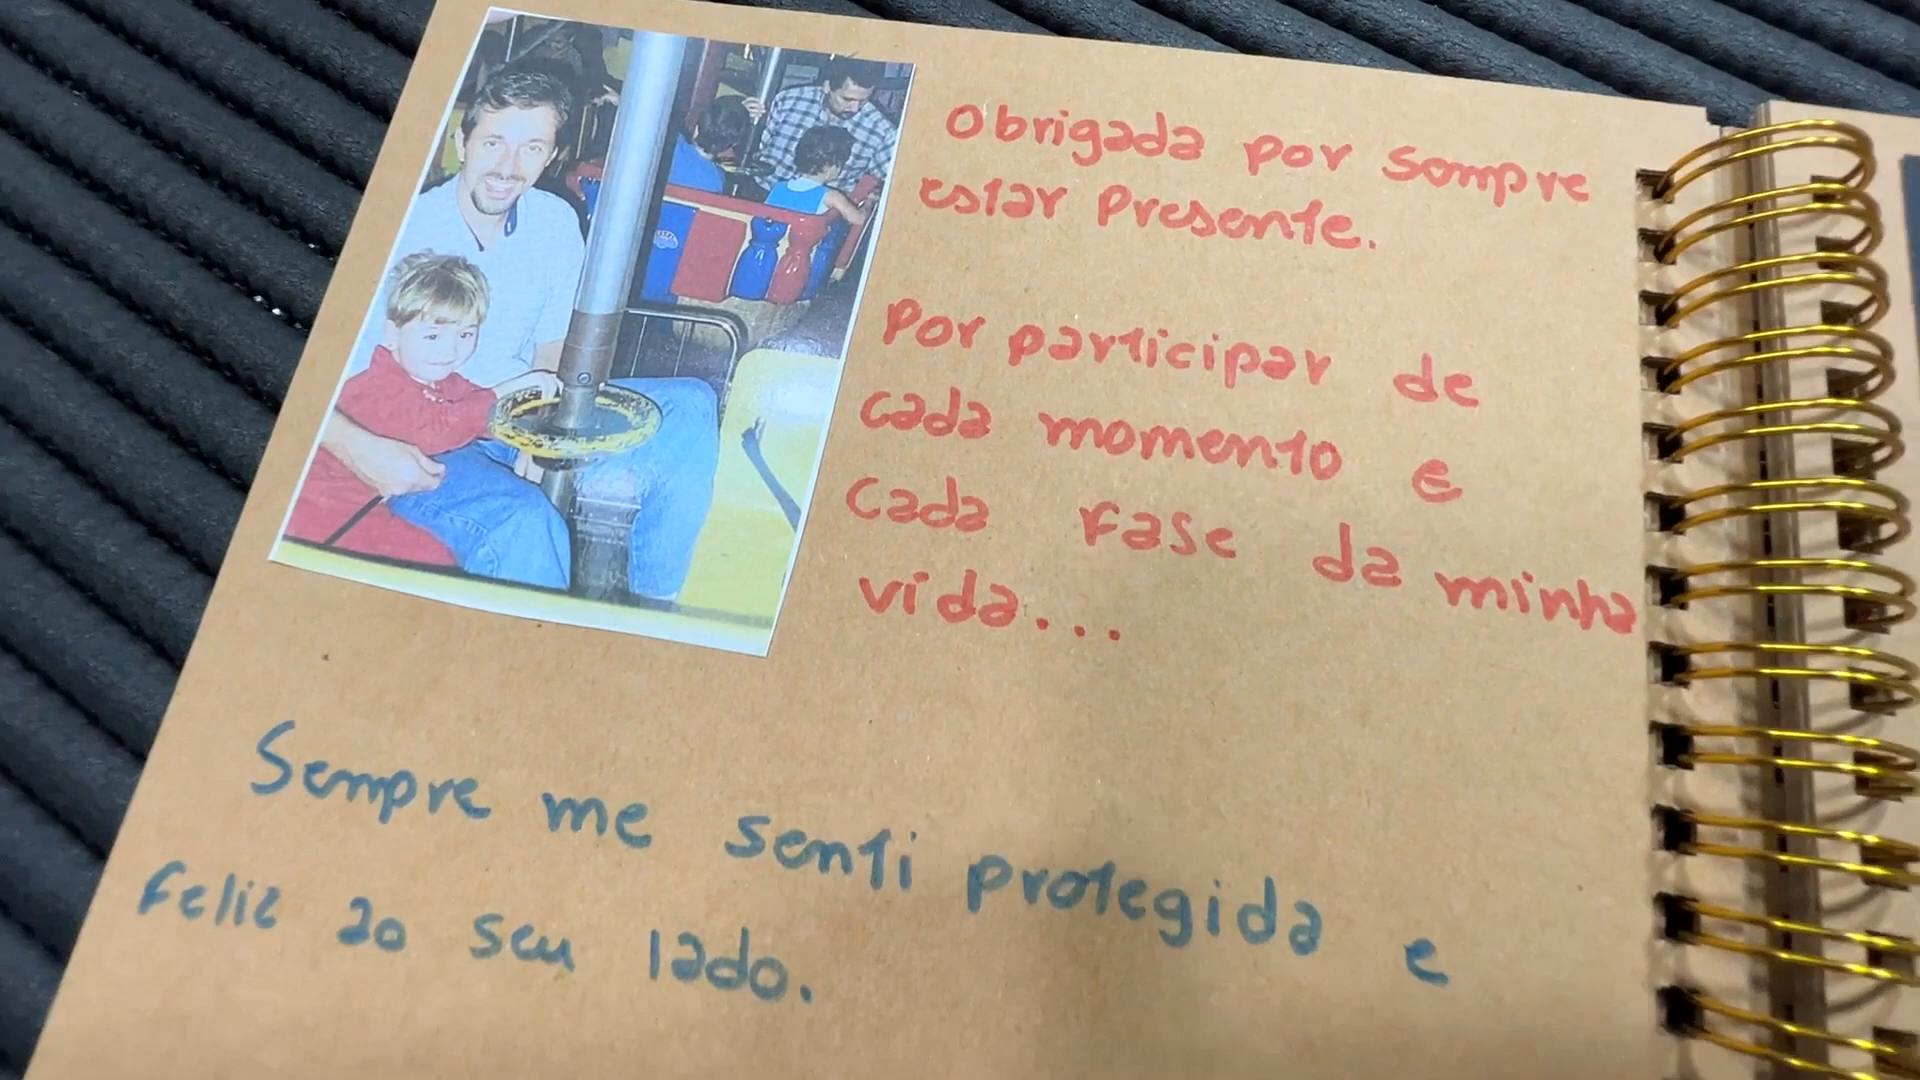 Obrigada por sempre
estar presente.
Por participar de
cada momento e
cada fase da minha
vida...
Sempre me senti protegida e
feliz ao seu lado.